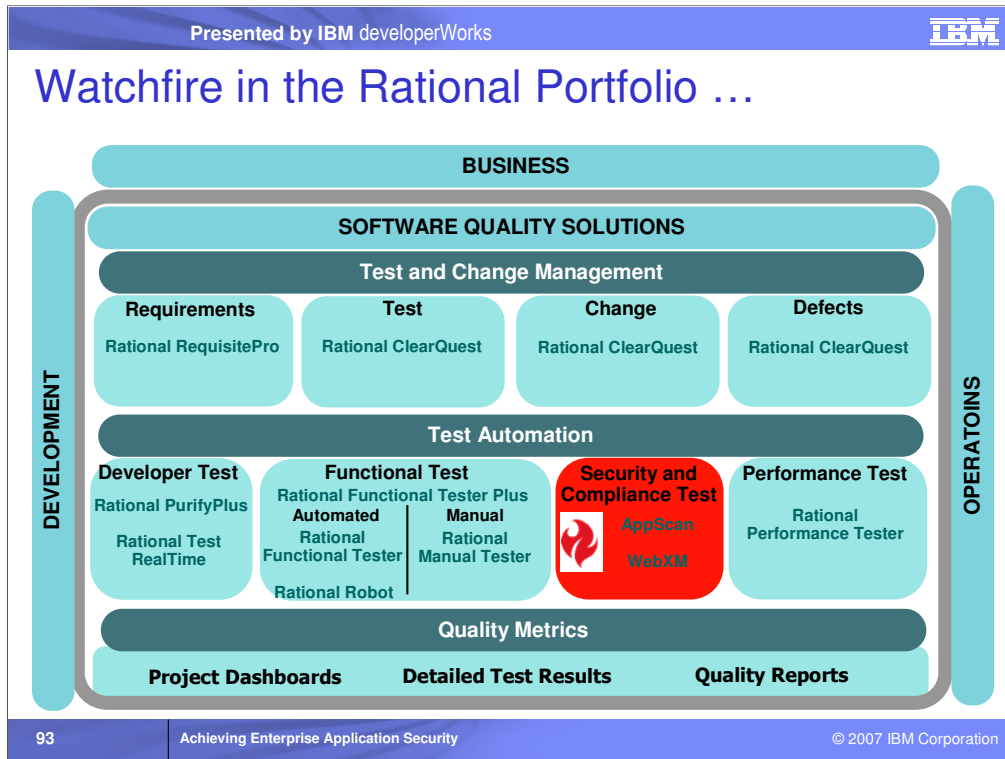 Presented by IBM developerWorks
IBM
Watchfire in the Rational Portfolio …
BUSINESS
DEVELOPMENT
OPERATOINS
SOFTWARE QUALITY SOLUTIONS
Test and Change Management
Requirements
Rational RequisitePro
Test
Rational ClearQuest
Change
Rational ClearQuest
Defects
Rational ClearQuest
Test Automation
Developer Test
Rational PurifyPlus
Rational Test
RealTime
Functional Test
Rational Functional Tester Plus
Automated
Rational
Functional Tester
Rational Robot
Manual
Rational
Manual Tester
Security and
Compliance Test
AppScan
WebXM
Performance Test
Rational
Performance Tester
Quality Metrics
Project Dashboards
Detailed Test Results
Quality Reports
93
Achieving Enterprise Application Security
© 2007 IBM Corporation